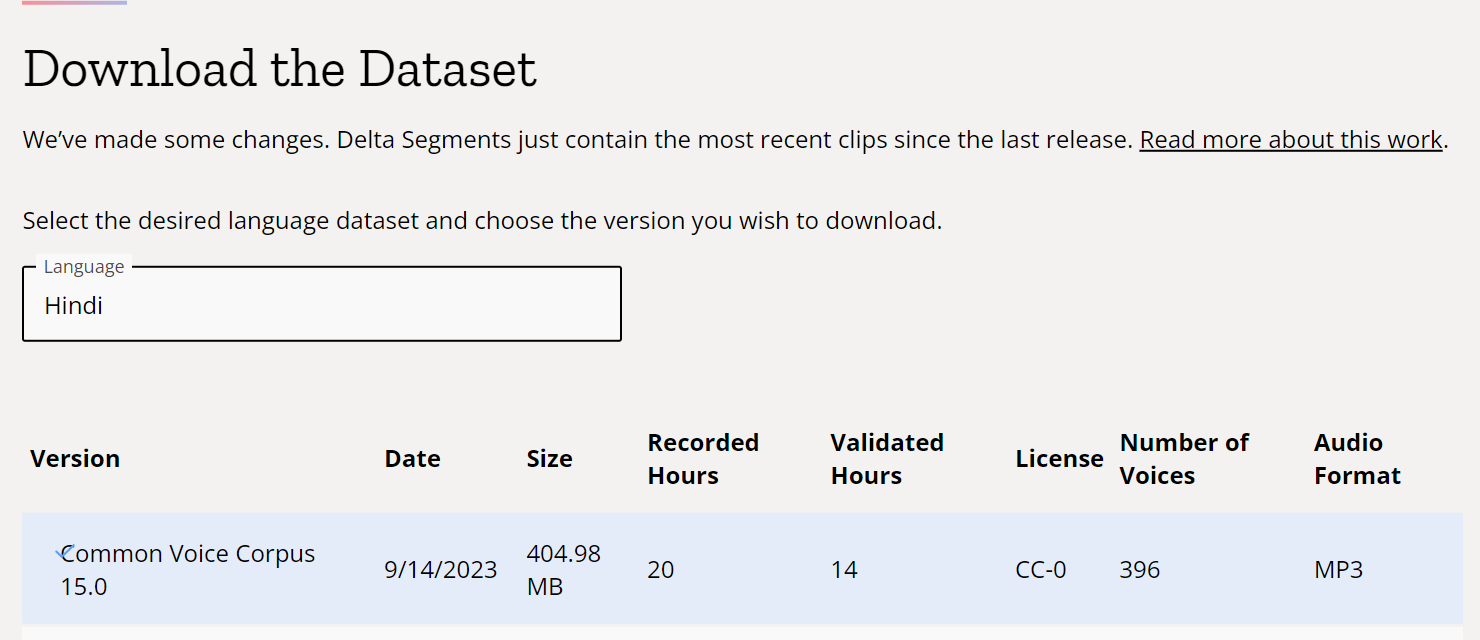 Download the Dataset
We’ve made some changes. Delta Segments just contain the most recent clips since the last release. Read more about this work.
Select the desired language dataset and choose the version you wish to download.
Language
Hindi
Version Date Size Recorded Hours Validated Hours License Number of Voices Audio Format
Common Voice Corpus 15.0 9/14/2023 404.98 MB 20 14 CC-0 396 MP3